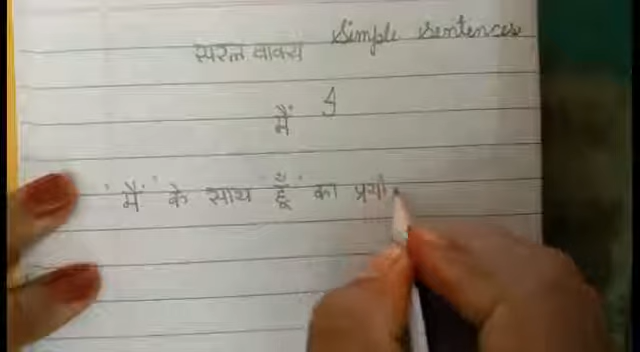 सरल वाक्य Simple Sentences
मैं I
'मैं' के साथ 'हूँ' का प्रयो